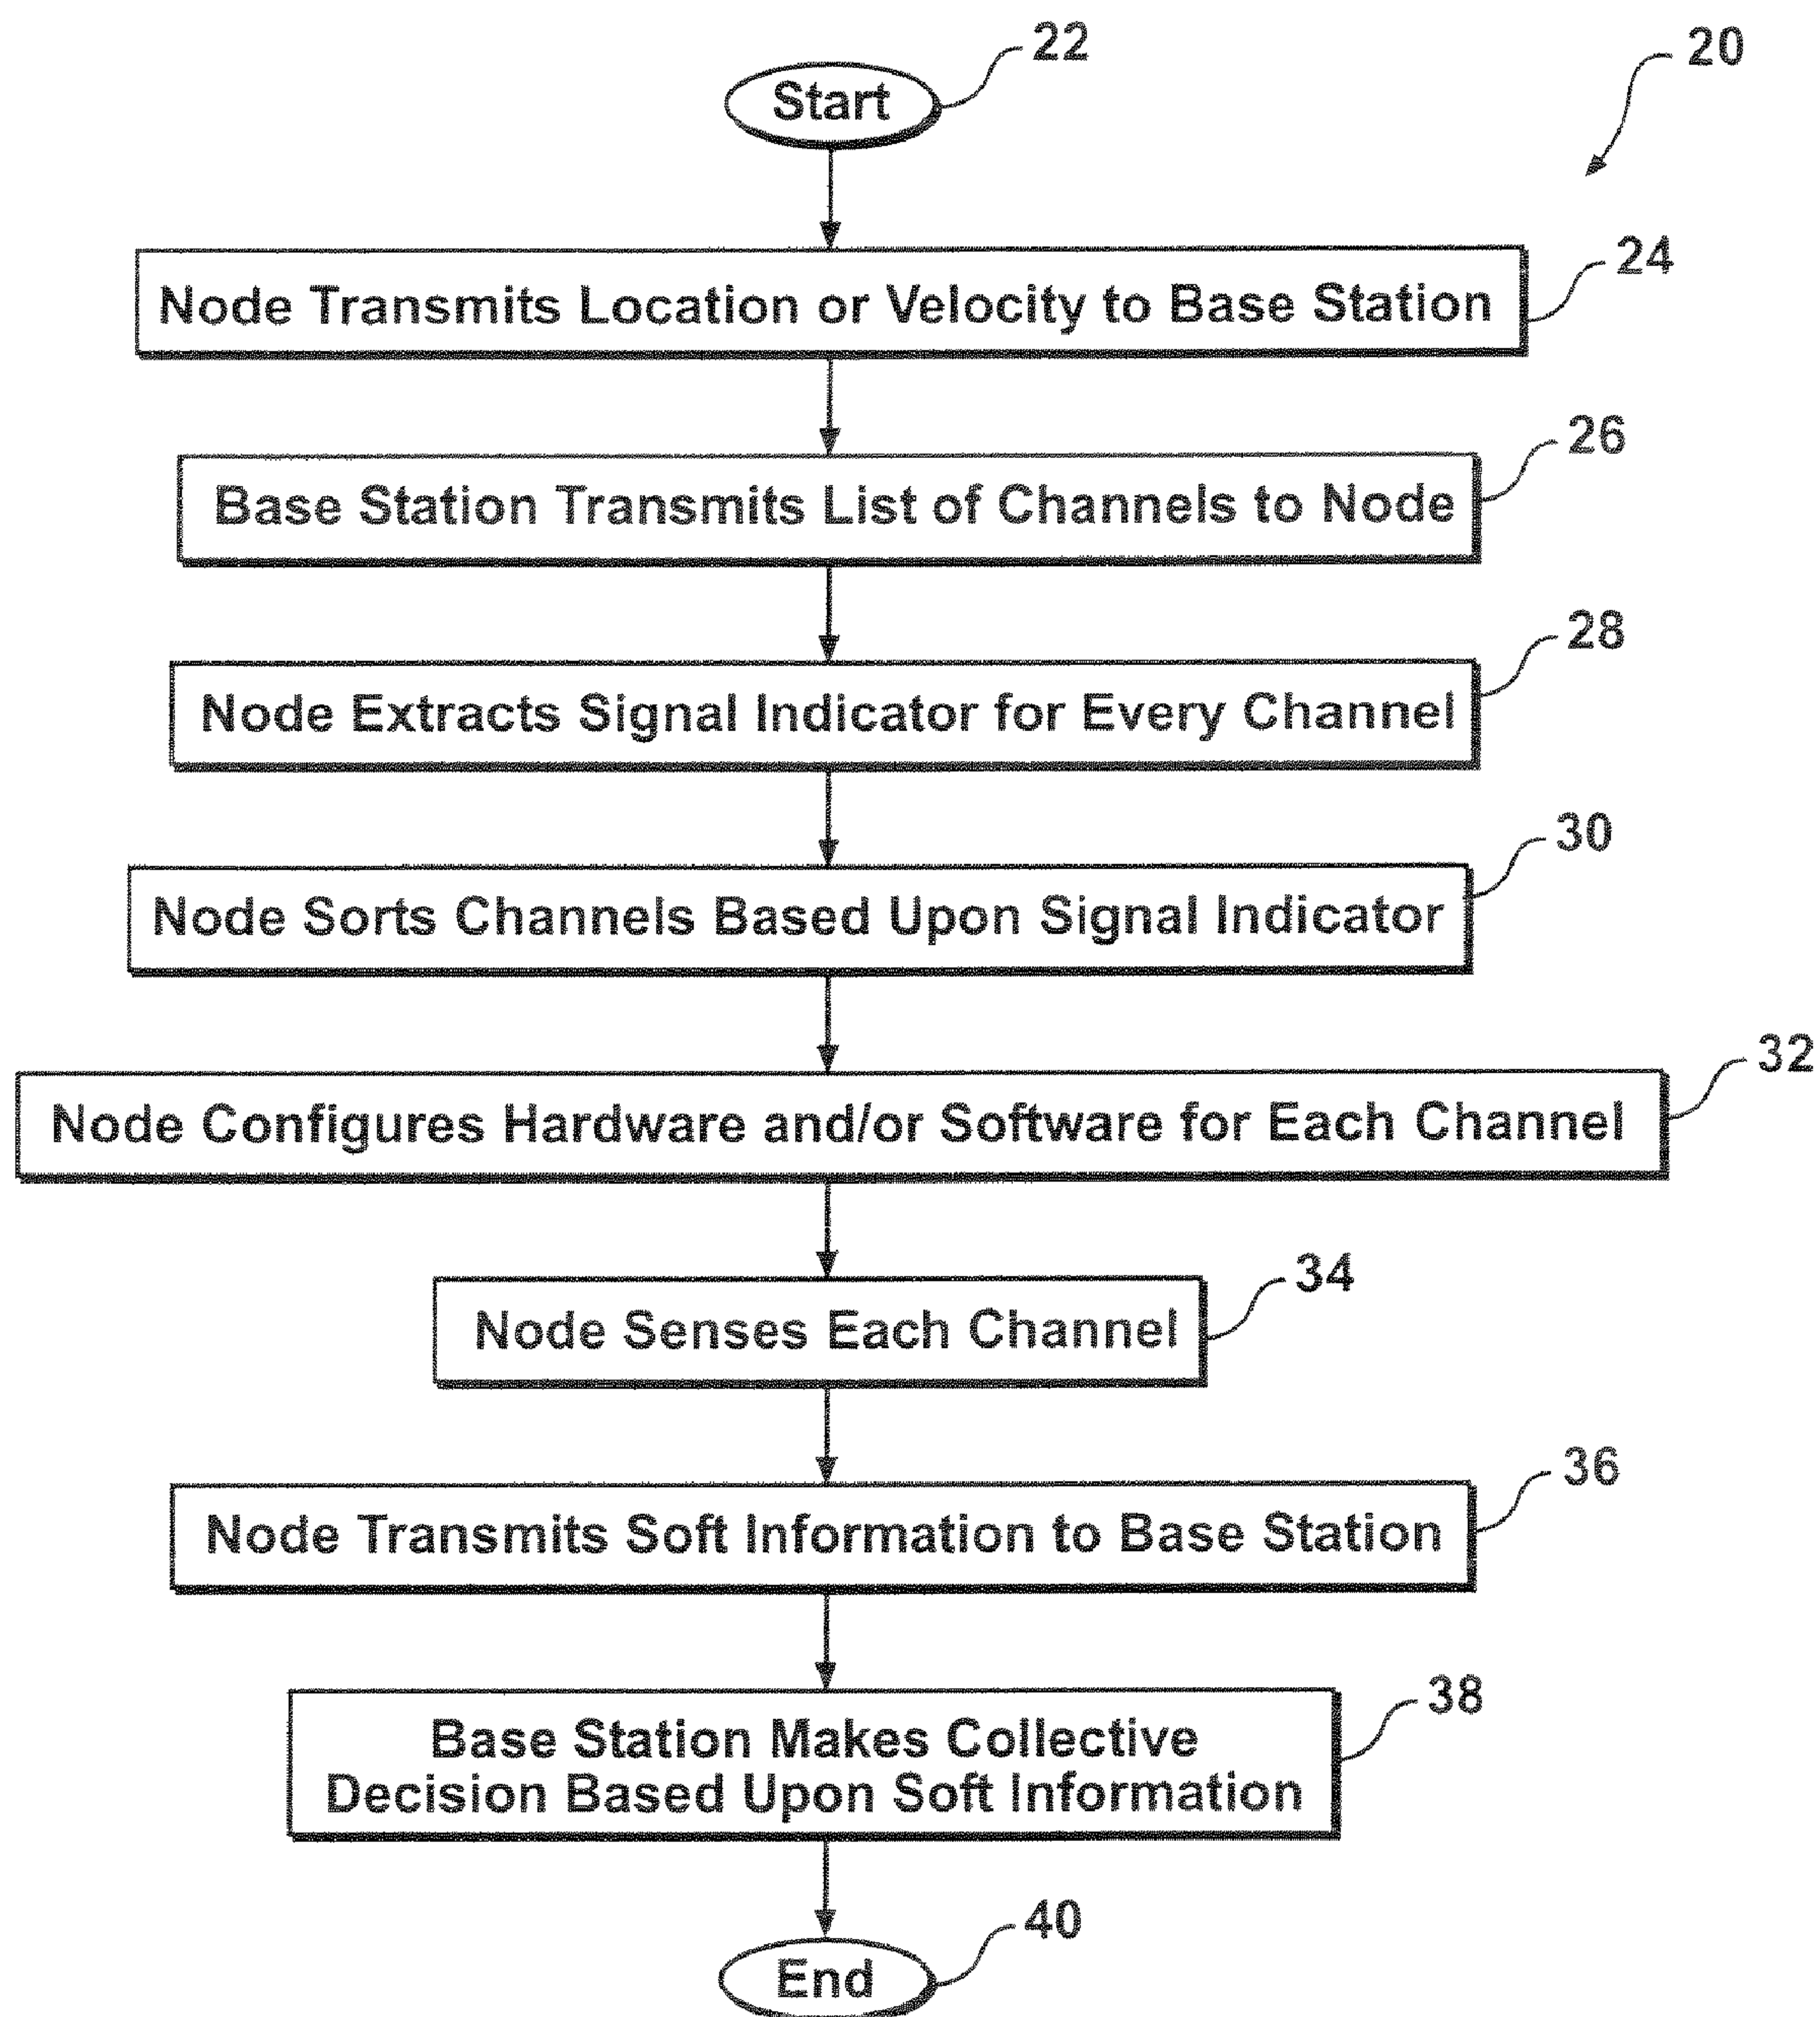 22
20
Start
24
Node Transmits Location or Velocity to Base Station
26
Base Station Transmits List of Channels to Node
28
Node Extracts Signal Indicator for Every Channel
30
Node Sorts Channels Based Upon Signal Indicator
32
Node Configures Hardware and/or Software for Each Channel
34
Node Senses Each Channel
36
Node Transmits Soft Information to Base Station
38
Base Station Makes Collective
Decision Based Upon Soft Information
40
End